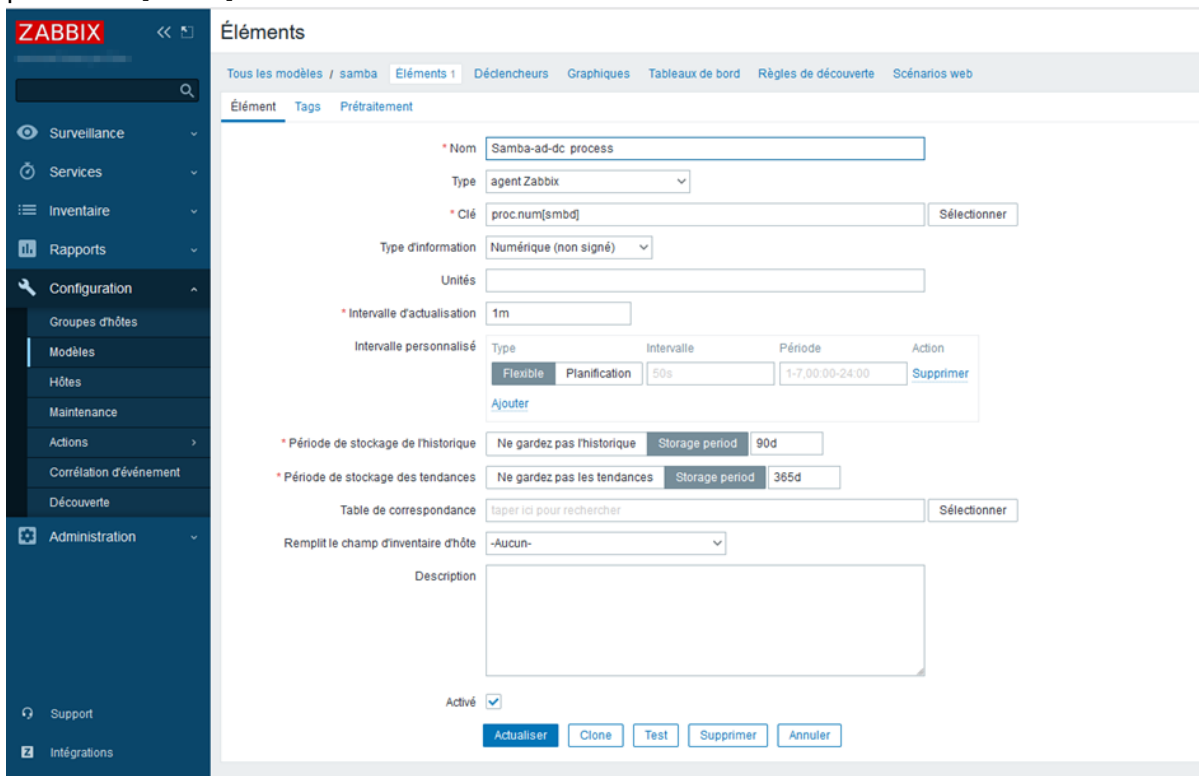 ZABBIX
Surveillance
Services
Inventaire
Rapports
Configuration
Groupes d'hôtes
Modèles
Hôtes
Maintenance
Actions
Corrélation d'événement
Découverte
Administration
Support
Intégrations
Éléments
Tous les modèles / samba Éléments 1 Déclencheurs Graphiques Tableaux de bord Règles de découverte Scénarios web
Élément Tags Prétraitement
* Nom Samba-ad-dc process
Type agent Zabbix
* Clé proc.num[smbd] Sélectionner
Type d'information Numérique (non signé)
Unités
* Intervalle d'actualisation 1m
Intervalle personnalisé Type Intervalle Période Action
Flexible Planification 50s 1-7,00:00-24:00 Supprimer
Ajouter
* Période de stockage de l'historique Ne gardez pas l'historique Storage period 90d
* Période de stockage des tendances Ne gardez pas les tendances Storage period 365d
Table de correspondance taper ici pour rechercher Sélectionner
Remplit le champ d'inventaire d'hôte -Aucun-
Description
Activé
Actualiser Clone Test Supprimer Annuler